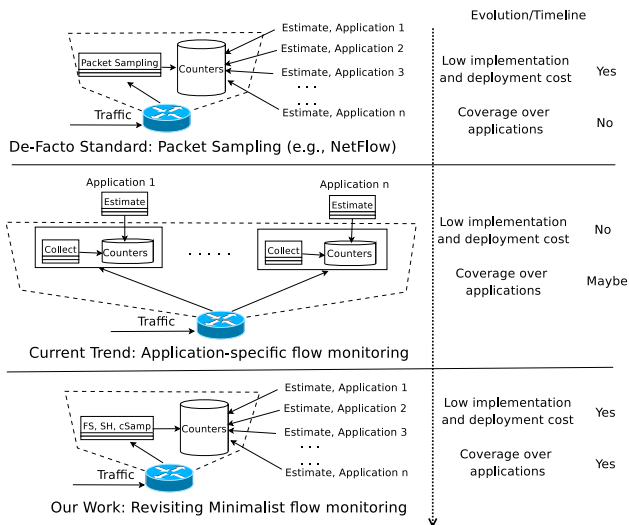 Evolution/Timeline
Estimate, Application 1
Estimate, Application 2
Packet Sampling
Counters
Estimate, Application 3
. . .
. . .
Estimate, Application n
Traffic
De-Facto Standard: Packet Sampling (e.g., NetFlow)
Low implementation
and deployment cost
Yes
Coverage over
applications
No
Application 1
Estimate
Collect
Counters
. . . . .
Application n
Estimate
Collect
Counters
Traffic
Current Trend: Application-specific flow monitoring
Low implementation
and deployment cost
No
Coverage over
applications
Maybe
Estimate, Application 1
Estimate, Application 2
FS, SH, cSamp
Counters
Estimate, Application 3
. . .
. . .
Estimate, Application n
Traffic
Our Work: Revisiting Minimalist flow monitoring
Low implementation
and deployment cost
Yes
Coverage over
applications
Yes